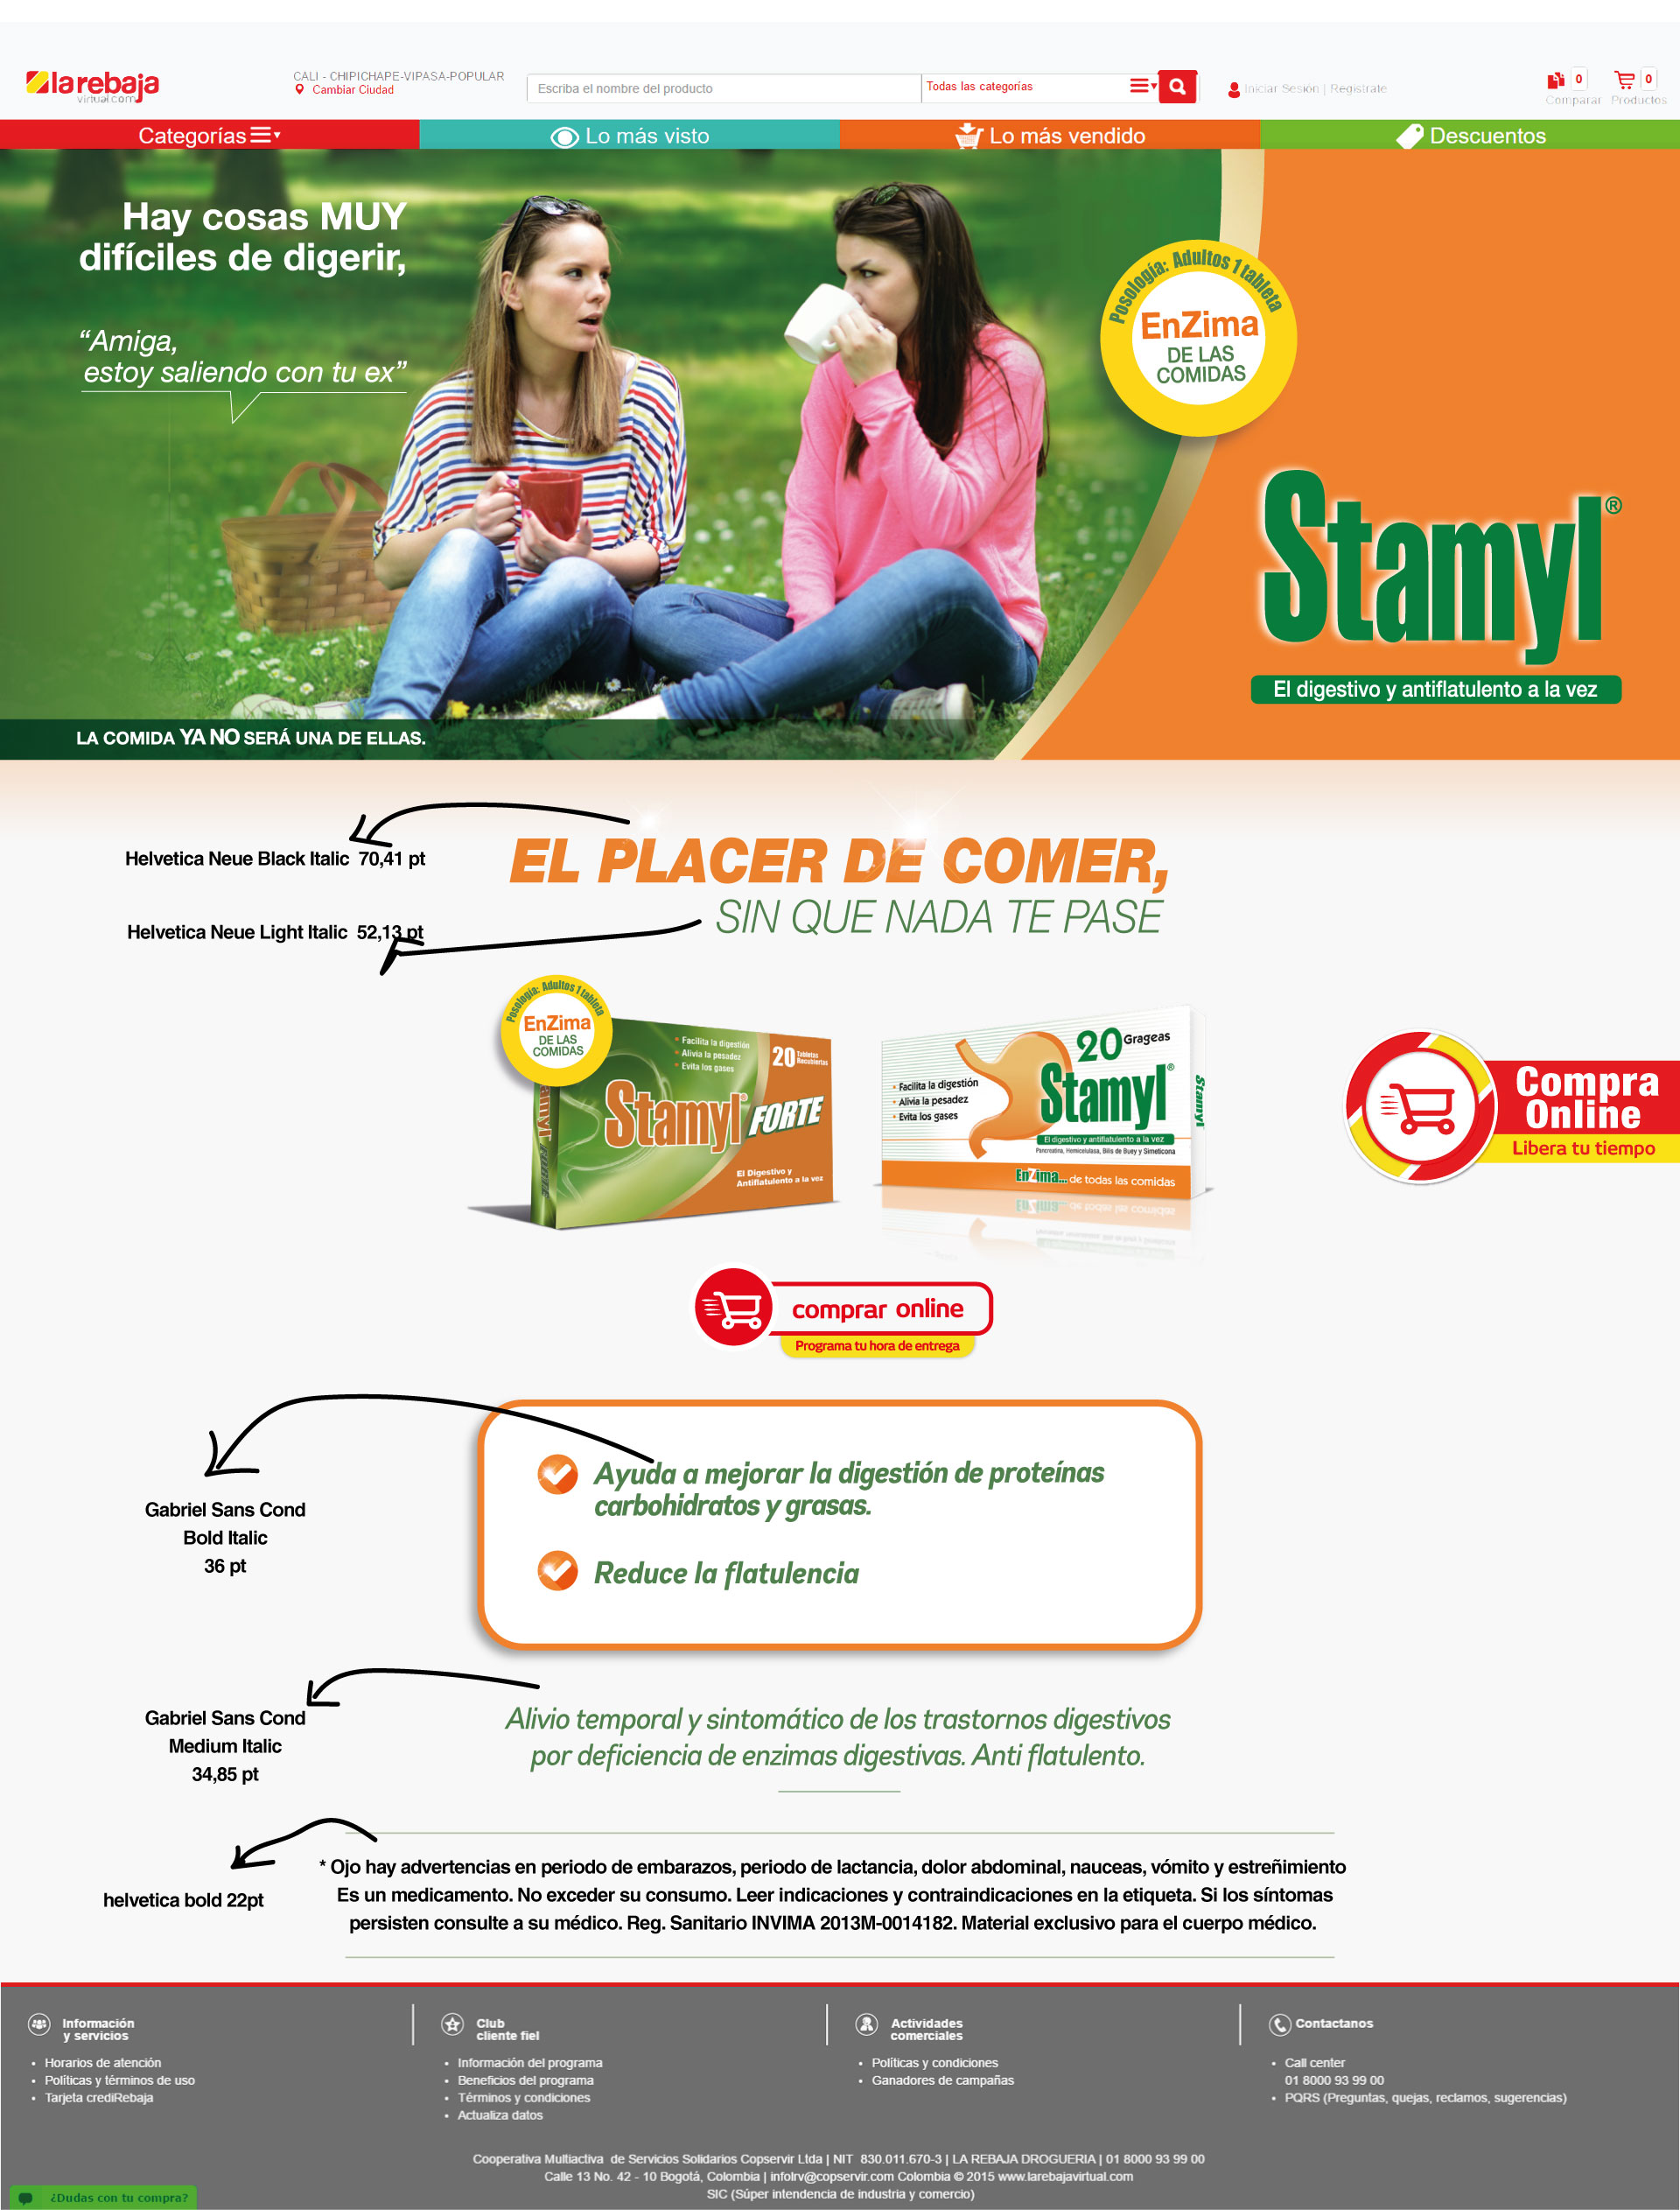 larebaja
virtual.com
CALI - CHIPICHAPE-VIPASA-POPULAR
Cambiar Ciudad
Escriba el nombre del producto
Todas las categorías
Iniciar Sesión | Regístrate
0
0
Comparar
Productos
Categorías
Lo más visto
Lo más vendido
Descuentos
Hay cosas MUY
difíciles de digerir,
“Amiga,
estoy saliendo con tu ex”
Posología: Adultos 1 tableta
EnZima
DE LAS
COMIDAS
Stamyl®
El digestivo y antiflatulento a la vez
LA COMIDA YA NO SERÁ UNA DE ELLAS.
Helvetica Neue Black Italic 70,41 pt
EL PLACER DE COMER,
Helvetica Neue Light Italic 52,13 pt
SIN QUE NADA TE PASE
Posología: Adultos 1 tableta
EnZima
DE LAS
COMIDAS
• Facilita la digestión
• Alivia la pesadez
• Evita los gases
20 Tabletas
Recubiertas
Stamyl® FORTE
El Digestivo y
Antiflatulento a la vez
20 Grageas
• Facilita la digestión
• Alivia la pesadez
• Evita los gases
Stamyl®
El digestivo y antiflatulento a la vez
Pancreatina, Hemicelulasa, Bilis de Buey y Simeticona
EnZima... de todas las comidas
Stamyl
Compra
Online
Libera tu tiempo
comprar online
Programa tu hora de entrega
Gabriel Sans Cond
Bold Italic
36 pt
Ayuda a mejorar la digestión de proteínas
carbohidratos y grasas.
Reduce la flatulencia
Gabriel Sans Cond
Medium Italic
34,85 pt
Alivio temporal y sintomático de los trastornos digestivos
por deficiencia de enzimas digestivas. Anti flatulento.
helvetica bold 22pt
* Ojo hay advertencias en periodo de embarazos, periodo de lactancia, dolor abdominal, nauceas, vómito y estreñimiento
Es un medicamento. No exceder su consumo. Leer indicaciones y contraindicaciones en la etiqueta. Si los síntomas
persisten consulte a su médico. Reg. Sanitario INVIMA 2013M-0014182. Material exclusivo para el cuerpo médico.
Información
y servicios
• Horarios de atención
• Políticas y términos de uso
• Tarjeta crediRebaja
Club
cliente fiel
• Información del programa
• Beneficios del programa
• Términos y condiciones
• Actualiza datos
Actividades
comerciales
• Políticas y condiciones
• Ganadores de campañas
Contactanos
• Call center
01 8000 93 99 00
• PQRS (Preguntas, quejas, reclamos, sugerencias)
Cooperativa Multiactiva de Servicios Solidarios Copservir Ltda | NIT 830.011.670-3 | LA REBAJA DROGUERIA | 01 8000 93 99 00
Calle 13 No. 42 - 10 Bogotá, Colombia | infolrv@copservir.com Colombia © 2015 www.larebajavirtual.com
SIC (Súper intendencia de industria y comercio)
¿Dudas con tu compra?